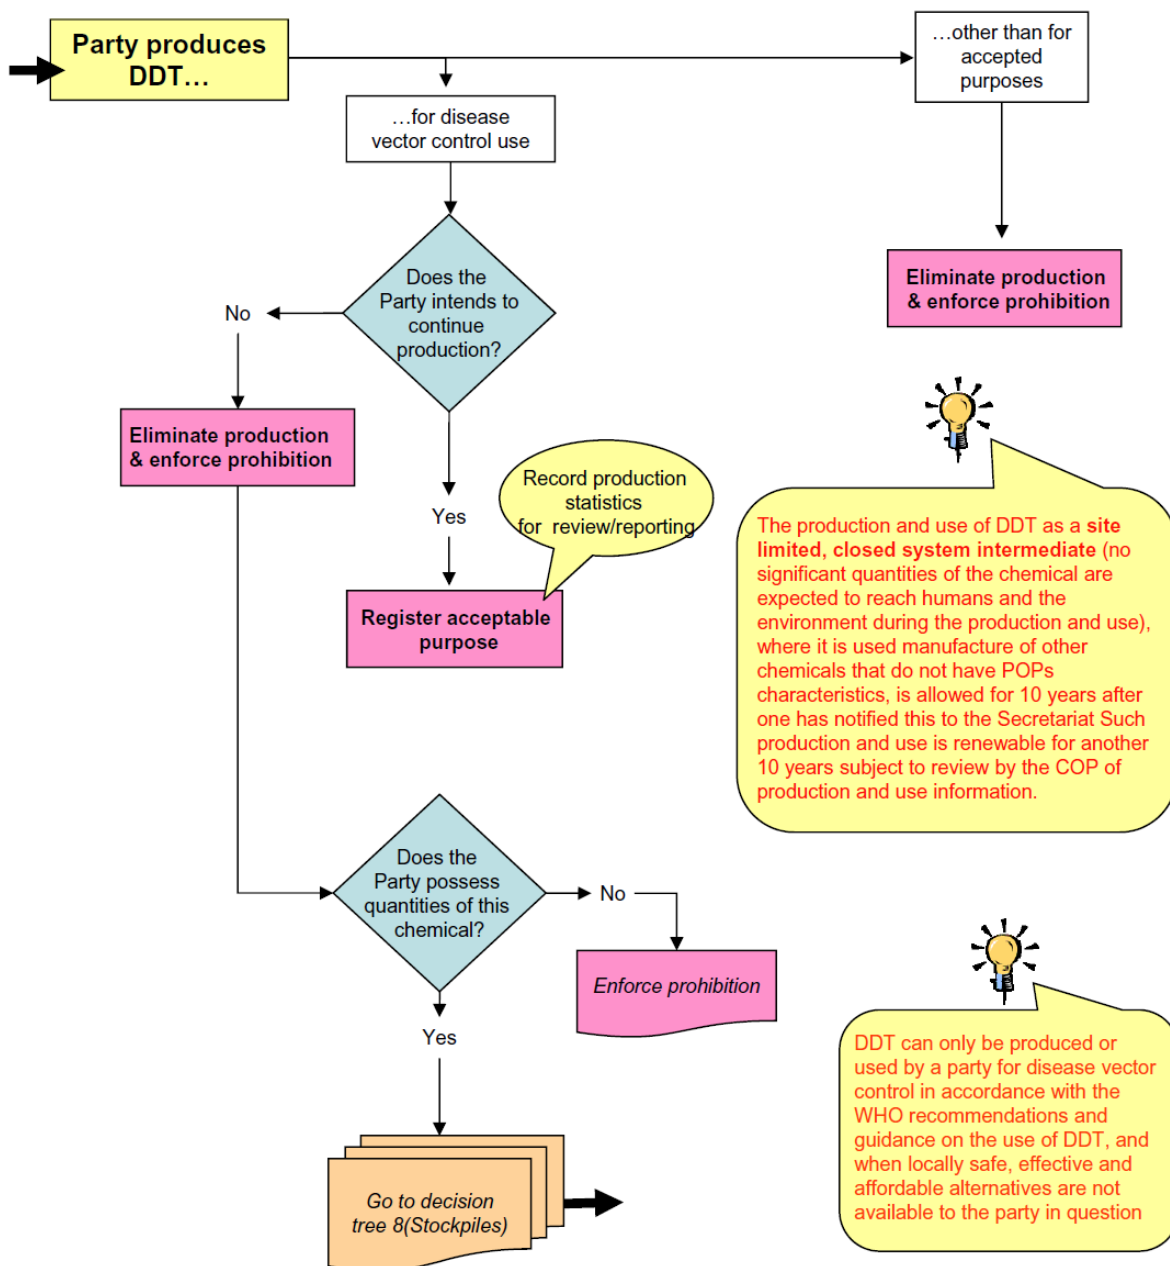 Party produces
DDT…
…for disease
vector control use
…other than for
accepted
purposes
Does the
Party intends to
continue
production?
No
Eliminate production
& enforce prohibition
Eliminate production
& enforce prohibition
Yes
Record production
statistics
for review/reporting
Register acceptable
purpose
The production and use of DDT as a site
limited, closed system intermediate (no
significant quantities of the chemical are
expected to reach humans and the
environment during the production and use),
where it is used manufacture of other
chemicals that do not have POPs
characteristics, is allowed for 10 years after
one has notified this to the Secretariat Such
production and use is renewable for another
10 years subject to review by the COP of
production and use information.
Does the
Party possess
quantities of this
chemical?
No
Enforce prohibition
Yes
Go to decision
tree 8(Stockpiles)
DDT can only be produced or
used by a party for disease vector
control in accordance with the
WHO recommendations and
guidance on the use of DDT, and
when locally safe, effective and
affordable alternatives are not
available to the party in question